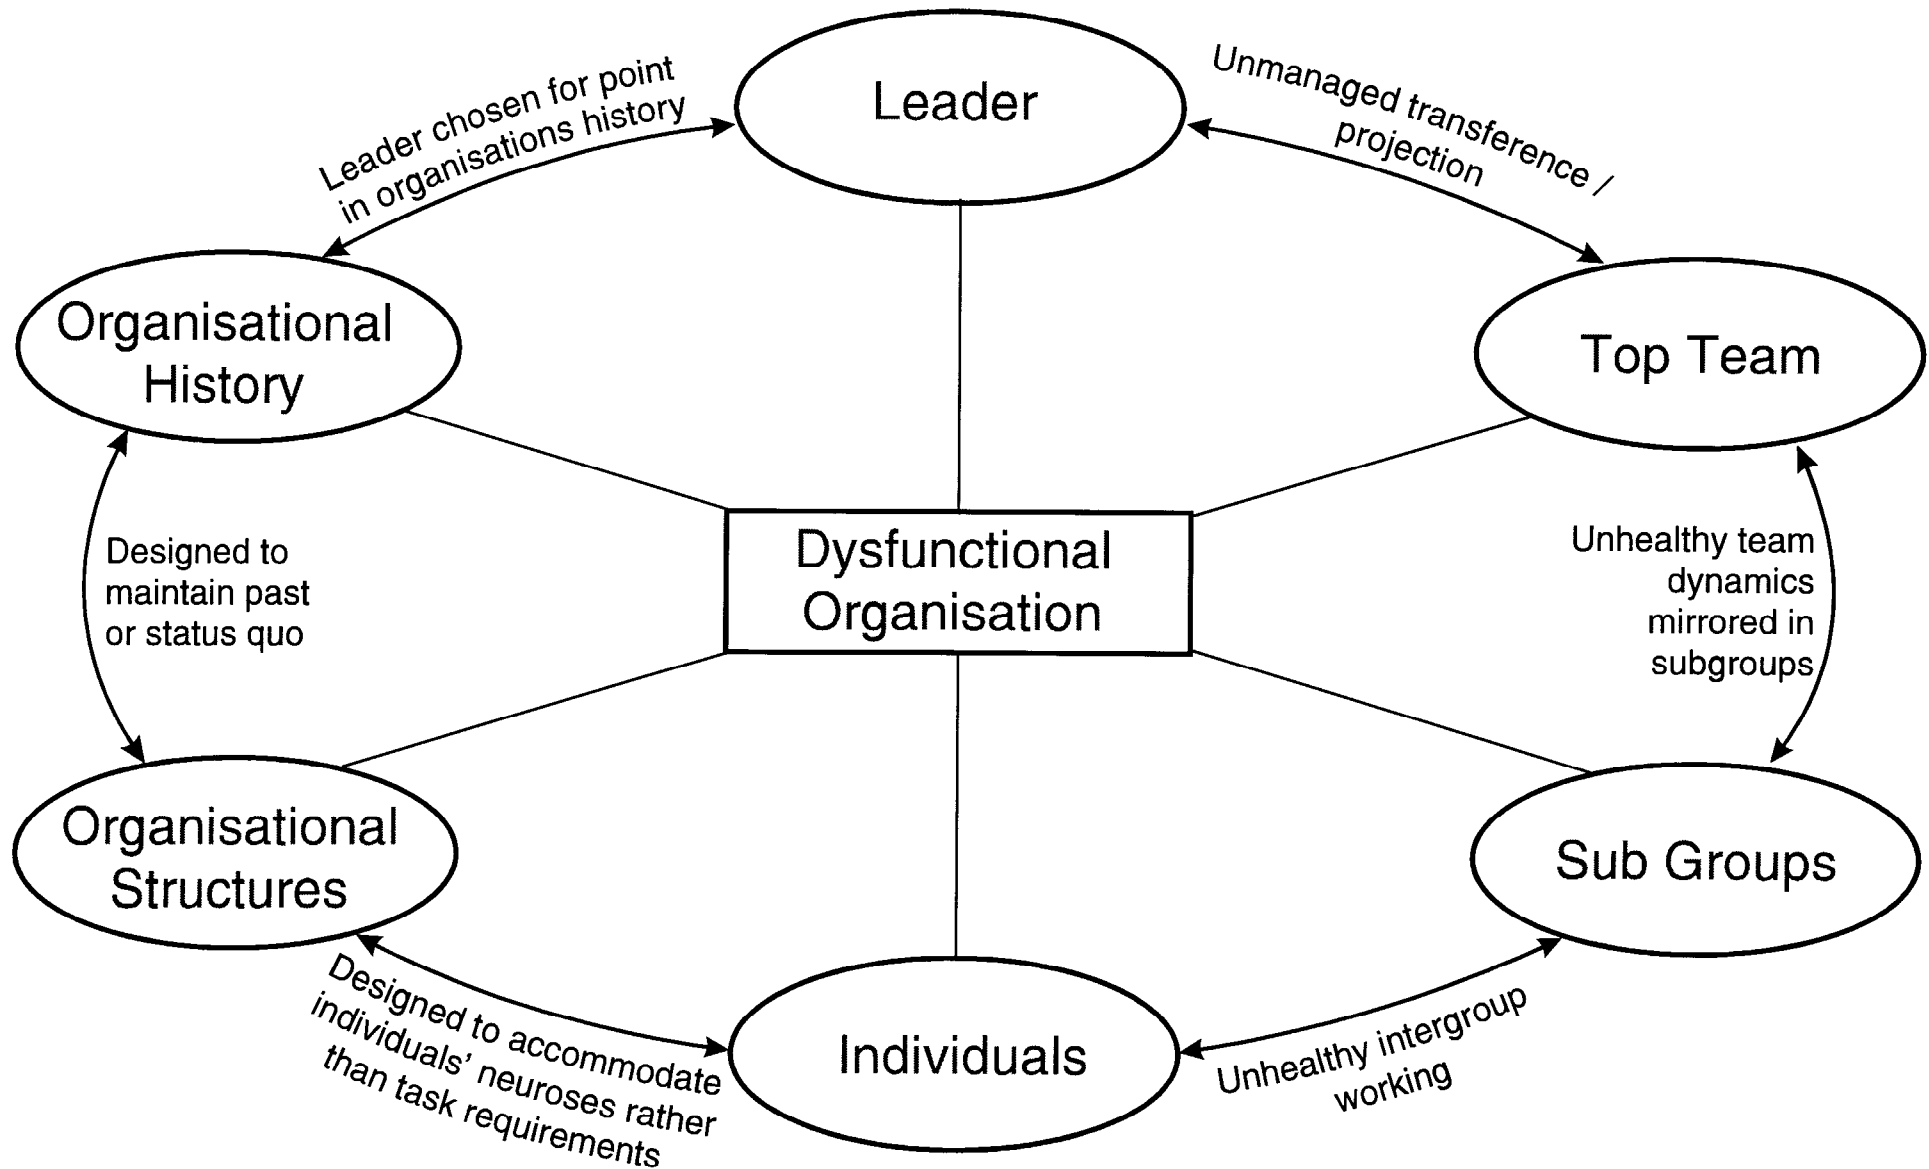 Leader
Leader chosen for point
in organisations history
Unmanaged transference /
projection
Organisational
History
Top Team
Dysfunctional
Organisation
Designed to
maintain past
or status quo
Unhealthy team
dynamics
mirrored in
subgroups
Organisational
Structures
Sub Groups
Designed to accommodate
individuals’ neuroses rather
than task requirements
Individuals
Unhealthy intergroup
working